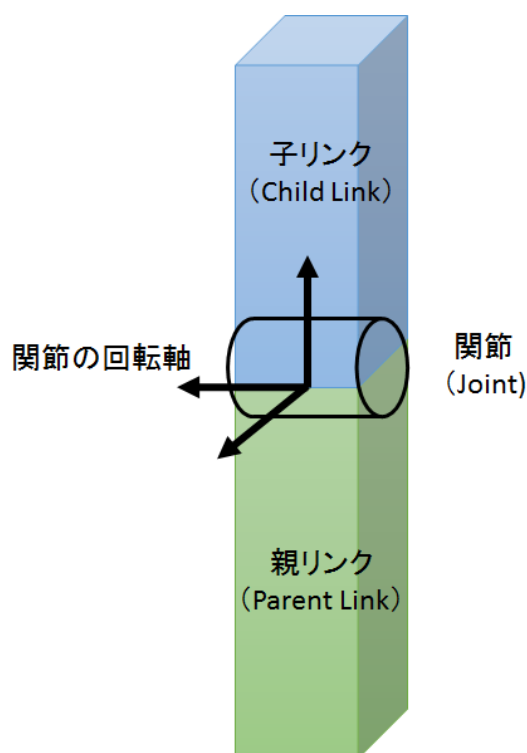 子リンク
（Child Link）
関節の回転軸
関節
（Joint)
親リンク
（Parent Link）